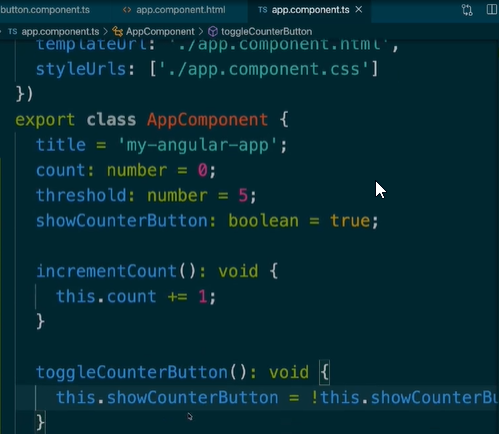 button.component.ts app.component.html app.component.ts ×
app.component.ts > AppComponent > toggleCounterButton
templateUrl: './app.component.html',
styleUrls: ['./app.component.css']
})
export class AppComponent {
title = 'my-angular-app';
count: number = 0;
threshold: number = 5;
showCounterButton: boolean = true;
incrementCount(): void {
this.count += 1;
}
toggleCounterButton(): void {
this.showCounterButton = !this.showCounterBu
}